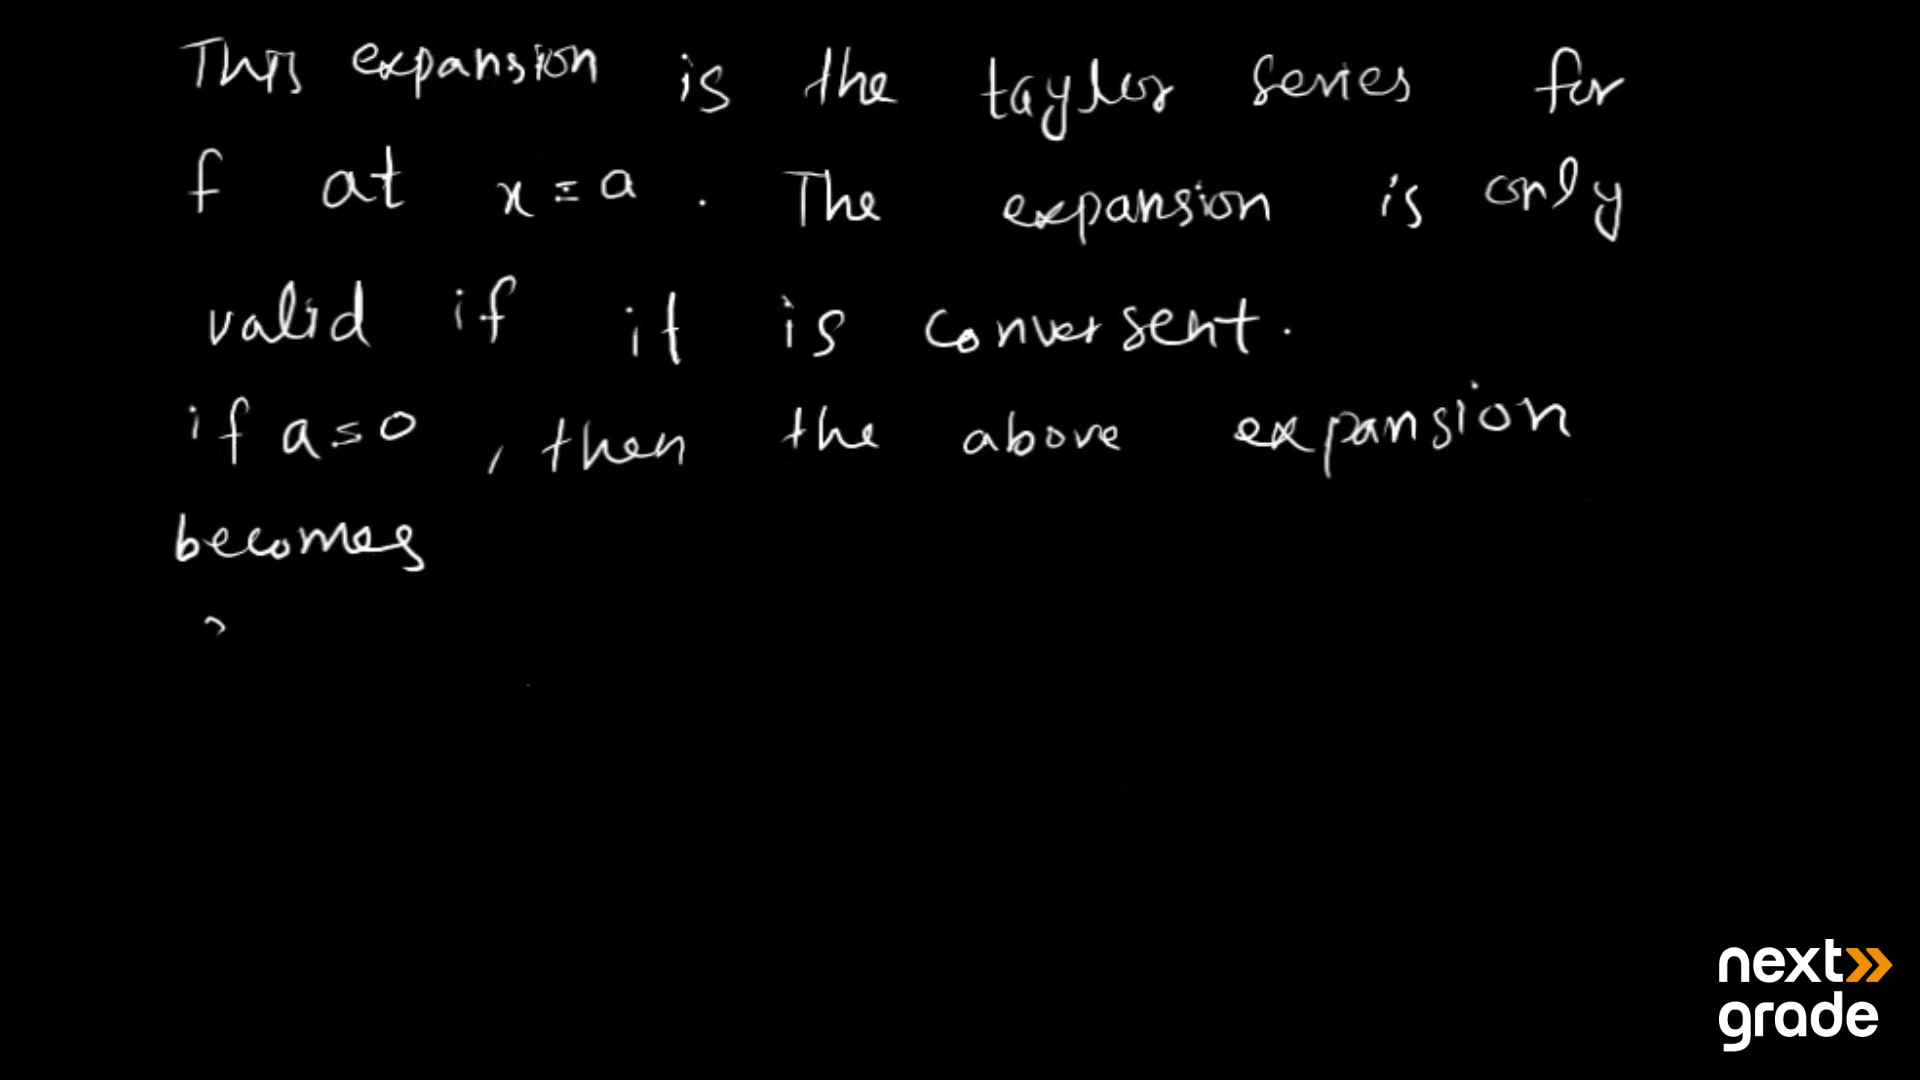 This expansion is the taylor series for
f at x = a . The expansion is only
valid if it is conversent.
if a = 0 , then the above expansion
becomes
next
grade